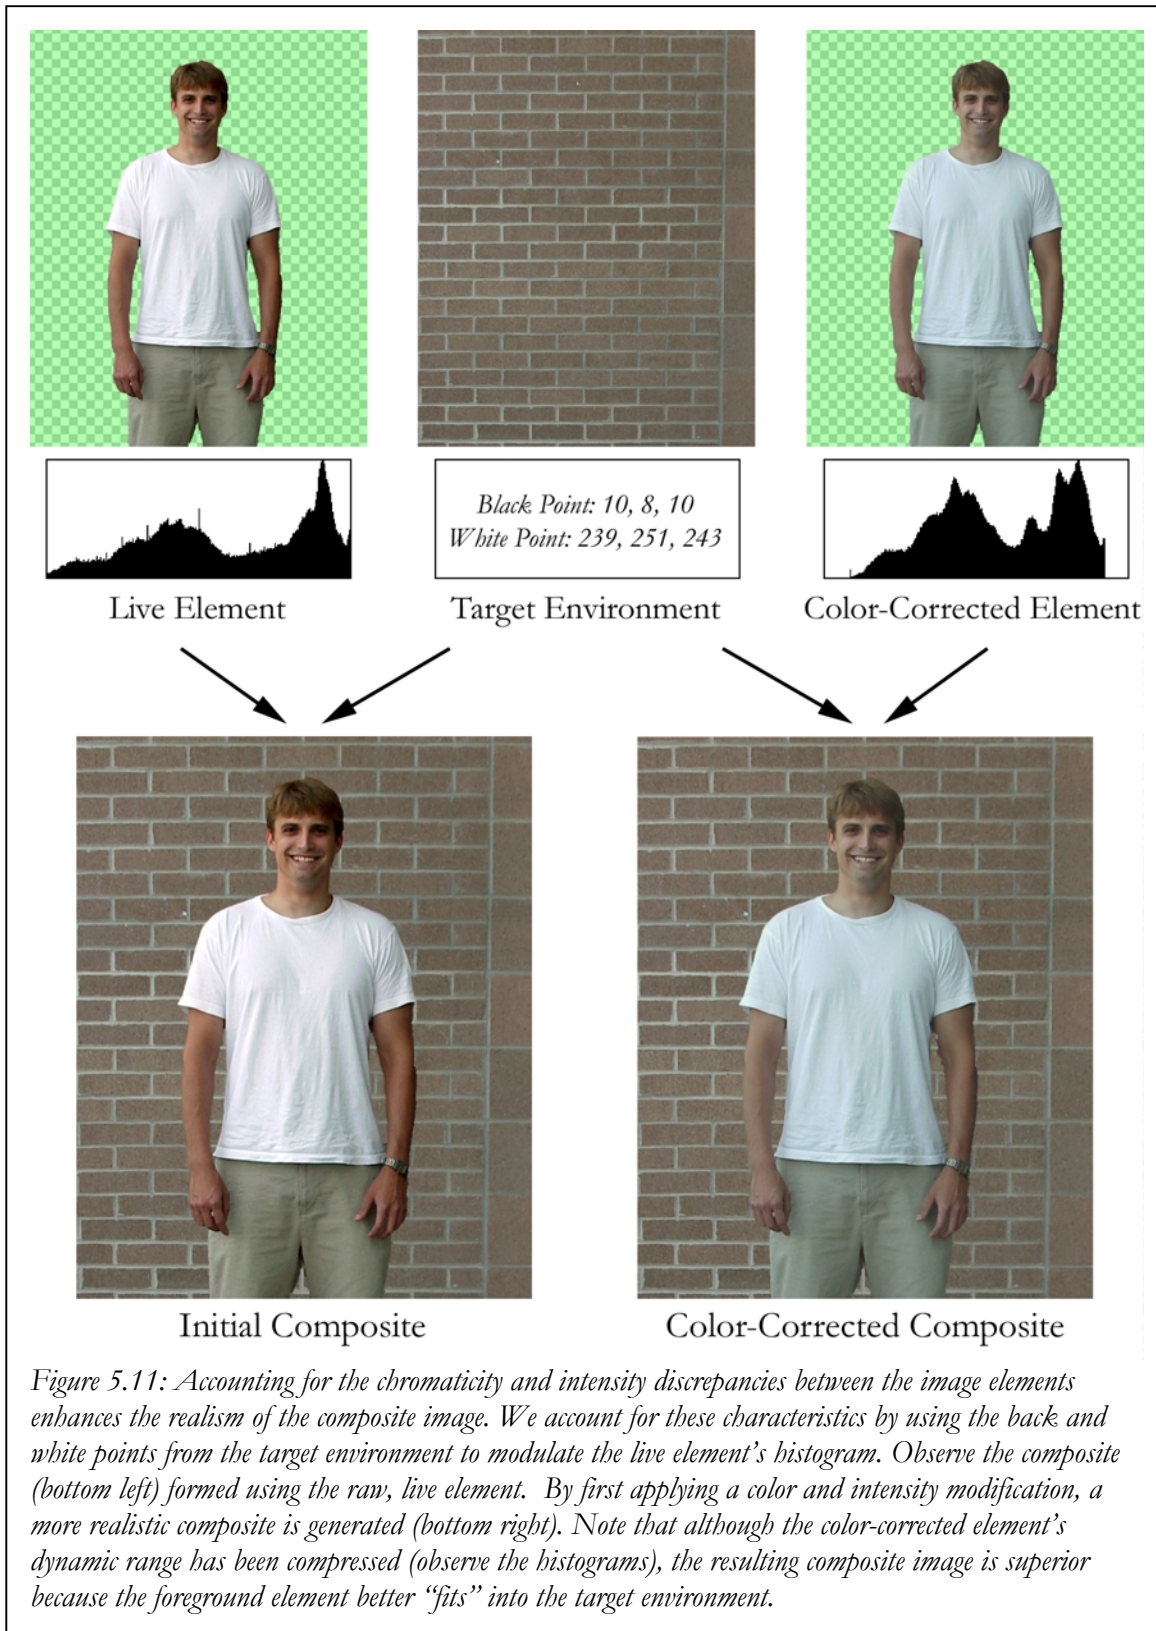 Black Point: 10, 8, 10
White Point: 239, 251, 243
Live Element
Target Environment
Color-Corrected Element
Initial Composite
Color-Corrected Composite
Figure 5.11: Accounting for the chromaticity and intensity discrepancies between the image elements
enhances the realism of the composite image. We account for these characteristics by using the back and
white points from the target environment to modulate the live element's histogram. Observe the composite
(bottom left) formed using the raw, live element.  By first applying a color and intensity modification, a
more realistic composite is generated (bottom right). Note that although the color-corrected element's
dynamic range has been compressed (observe the histograms), the resulting composite image is superior
because the foreground element better “fits” into the target environment.